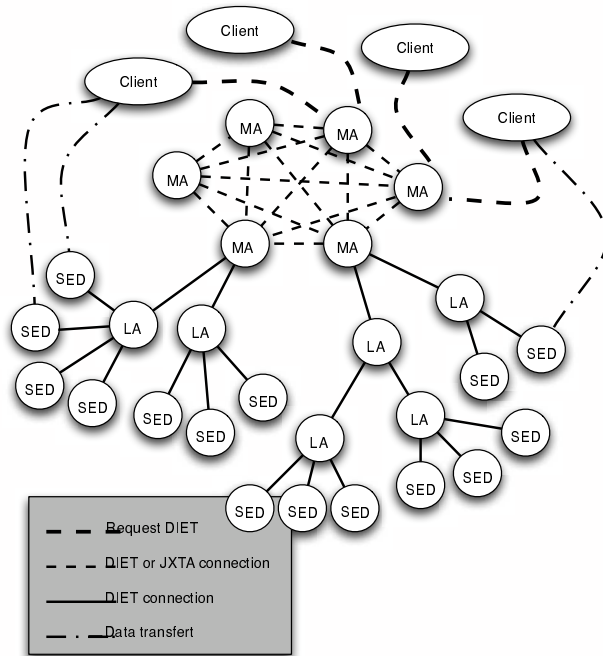 Client
Client
Client
Client
MA
MA
MA
MA
MA
MA
SED
LA
SED
LA
LA
SED
LA
SED
SED
SED
SED
SED
LA
SED
SED
LA
SED
SED
SED
SED
SED
SED
Request DIET
DIET or JXTA connection
DIET connection
Data transfert